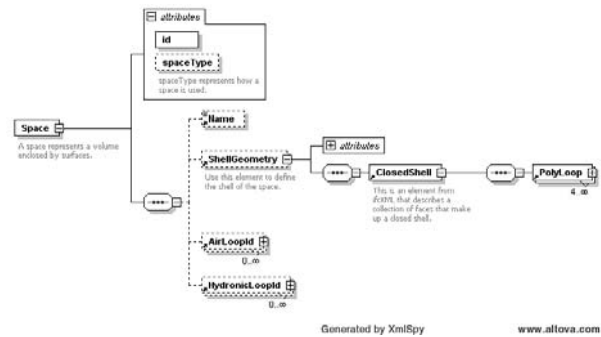 attributes
id
spaceType
spaceType represents how a
space is used.
Space
A space represents a volume
enclosed by surfaces.
Name
attributes
ShellGeometry
Use this element to define
the shell of the space.
ClosedShell
This is an element from
ifcXML that describes a
collection of faces that make
up a closed shell.
PolyLoop
4..∞
AirLoopId
0..∞
HydronicLoopId
0..∞
Generated by XmlSpy
www.altova.com